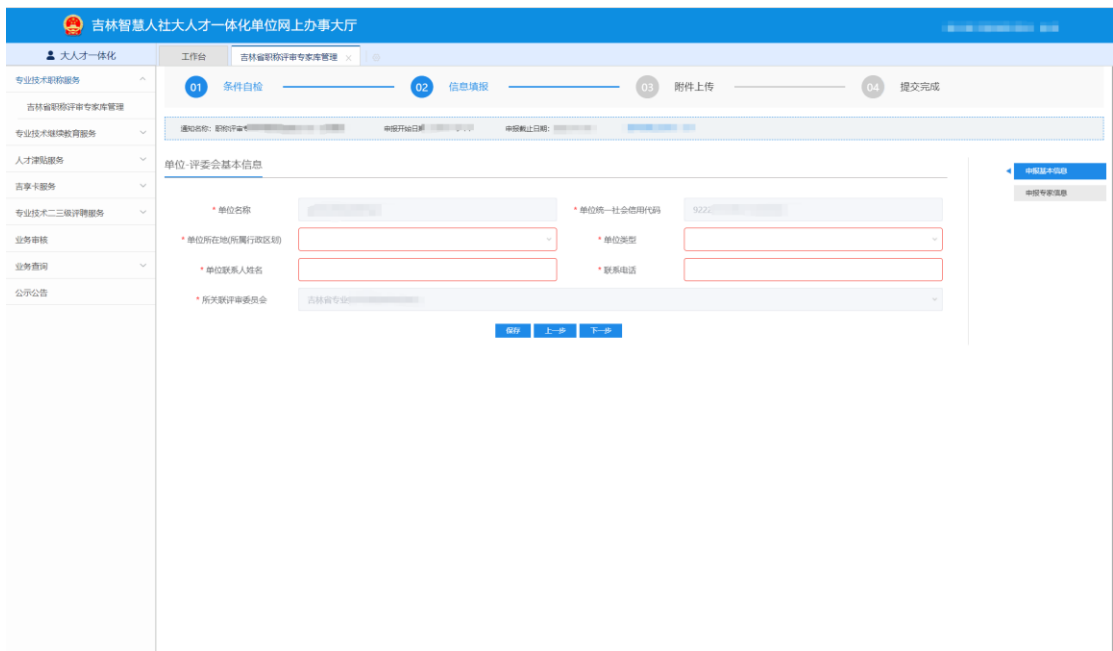 吉林智慧人社大人才一体化单位网上办事大厅
大人才一体化
工作台 吉林省职称评审专家库管理
专业技术职称服务
01 条件自检 02 信息填报 03 附件上传 04 提交完成
吉林省职称评审专家库管理
通知名称: 职称评审 申报开始日 申报截止日期:
专业技术继续教育服务
人才津贴服务
单位-评委会基本信息
申报基本信息
吉享卡服务
申报专家信息
专业技术二三级评聘服务
* 单位名称 * 单位统一社会信用代码 9222
业务审核
* 单位所在地(所属行政区划) * 单位类型
业务查询
* 单位联系人姓名 * 联系电话
公示公告
* 所关联评审委员会 吉林省专业
保存 上一步 下一步